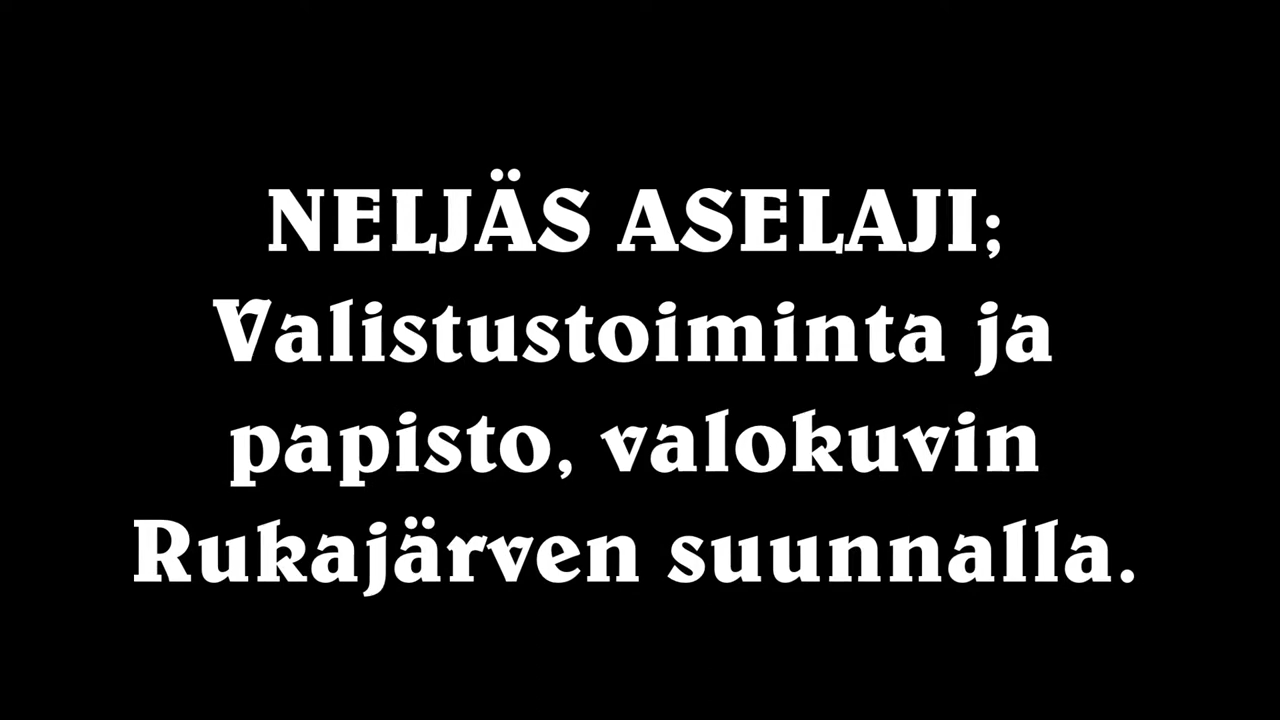 NELJÄS ASELAJI;
Valistustoiminta ja
papisto, valokuvin
Rukajärven suunnalla.